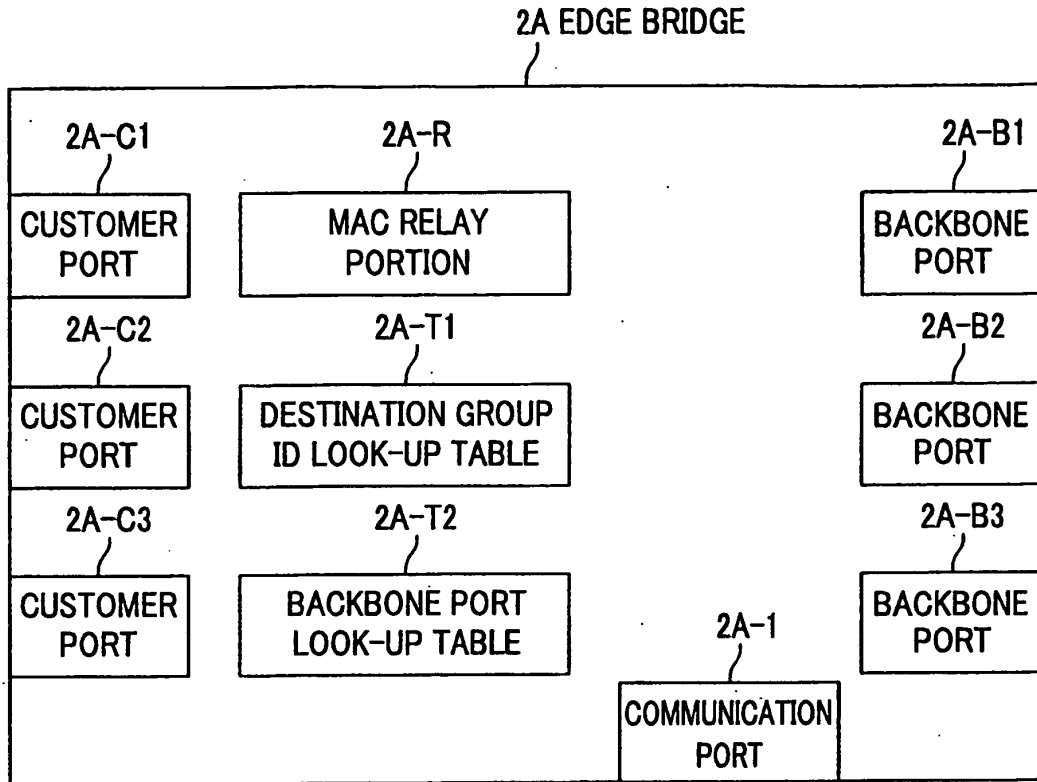 2A EDGE BRIDGE
2A-C1
2A-R
2A-B1
CUSTOMER
PORT
MAC RELAY
PORTION
BACKBONE
PORT
2A-C2
2A-T1
2A-B2
CUSTOMER
PORT
DESTINATION GROUP
ID LOOK-UP TABLE
BACKBONE
PORT
2A-C3
2A-T2
2A-B3
CUSTOMER
PORT
BACKBONE PORT
LOOK-UP TABLE
BACKBONE
PORT
2A-1
COMMUNICATION
PORT